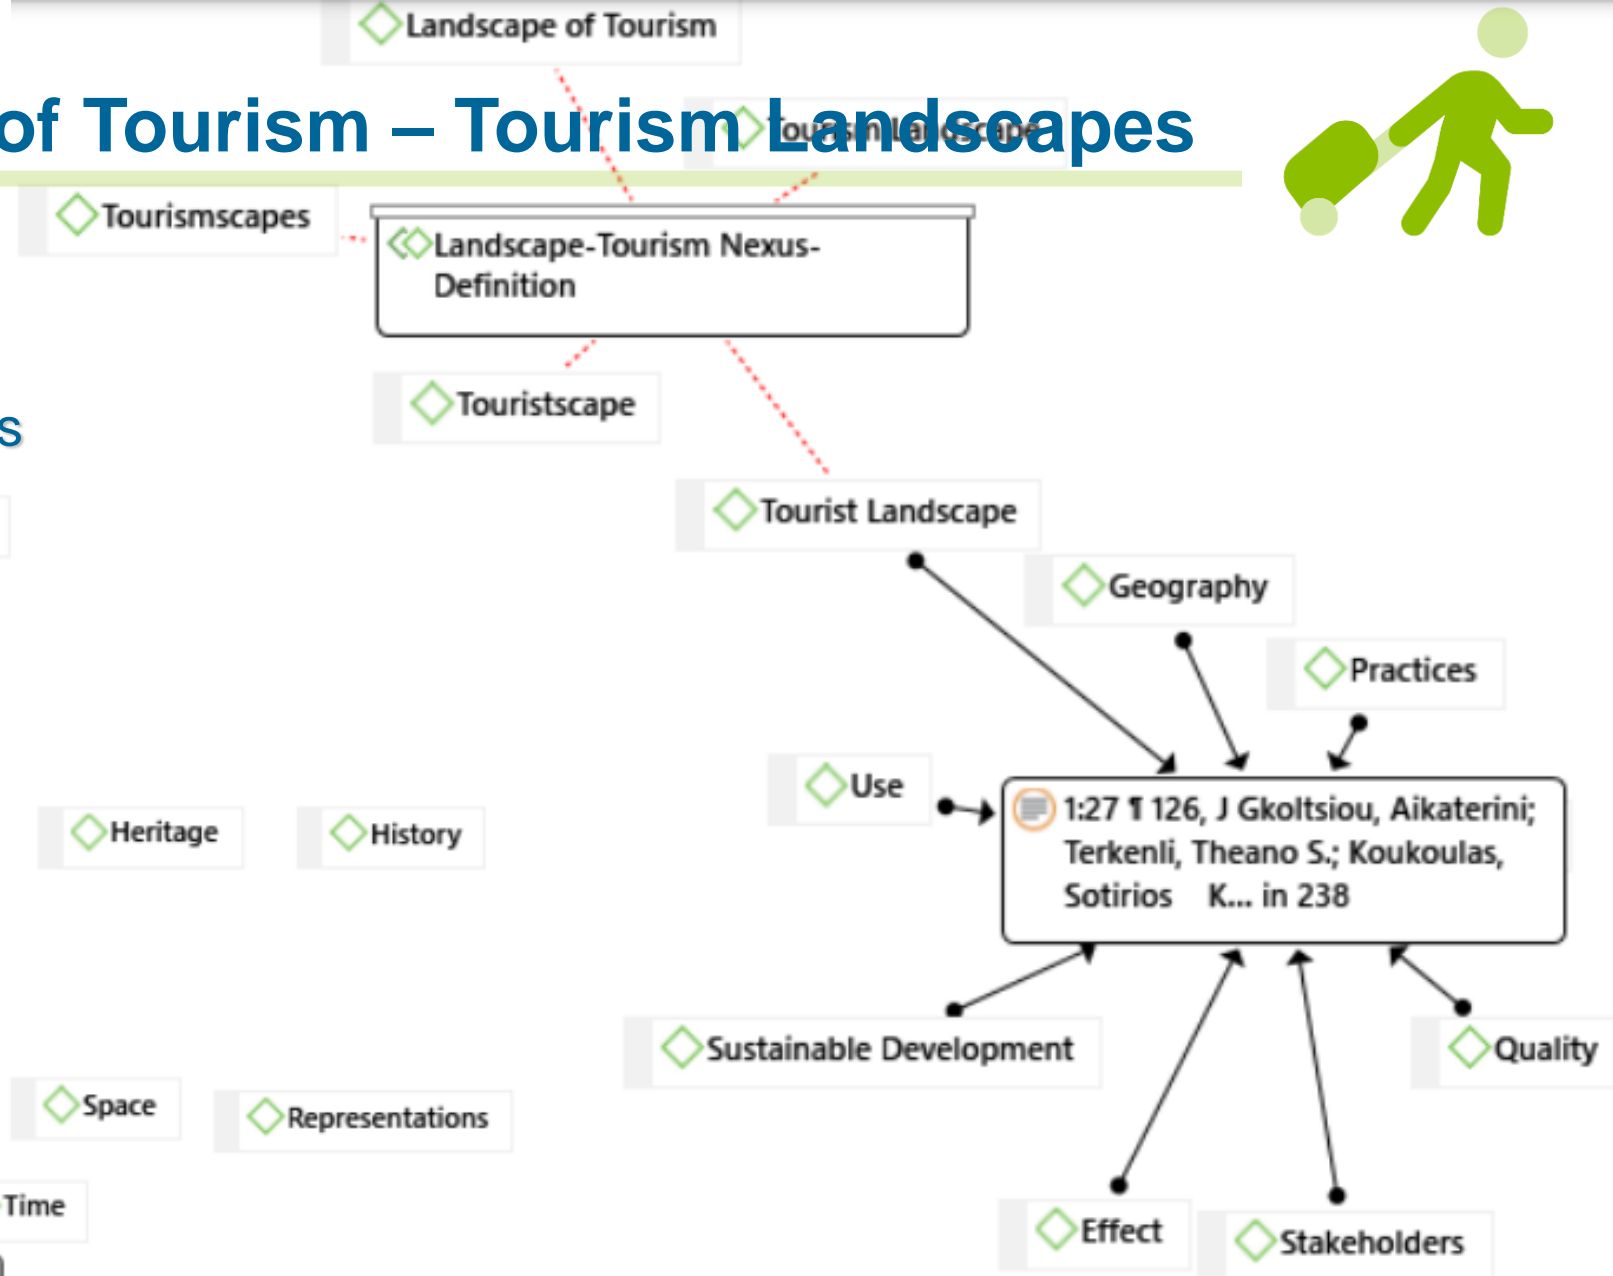 Landscape of Tourism
of Tourism – Tourism Landscapes
Tourism Landscape
Tourismscapes
Landscape-Tourism Nexus-
Definition
Touristscape
s
Tourist Landscape
Geography
Practices
Use
1:27 ¶ 126, J Gkoltsiou, Aikaterini;
Terkenli, Theano S.; Koukoulas,
Sotirios K... in 238
Heritage
History
Sustainable Development
Quality
Space
Representations
Time
Effect
Stakeholders